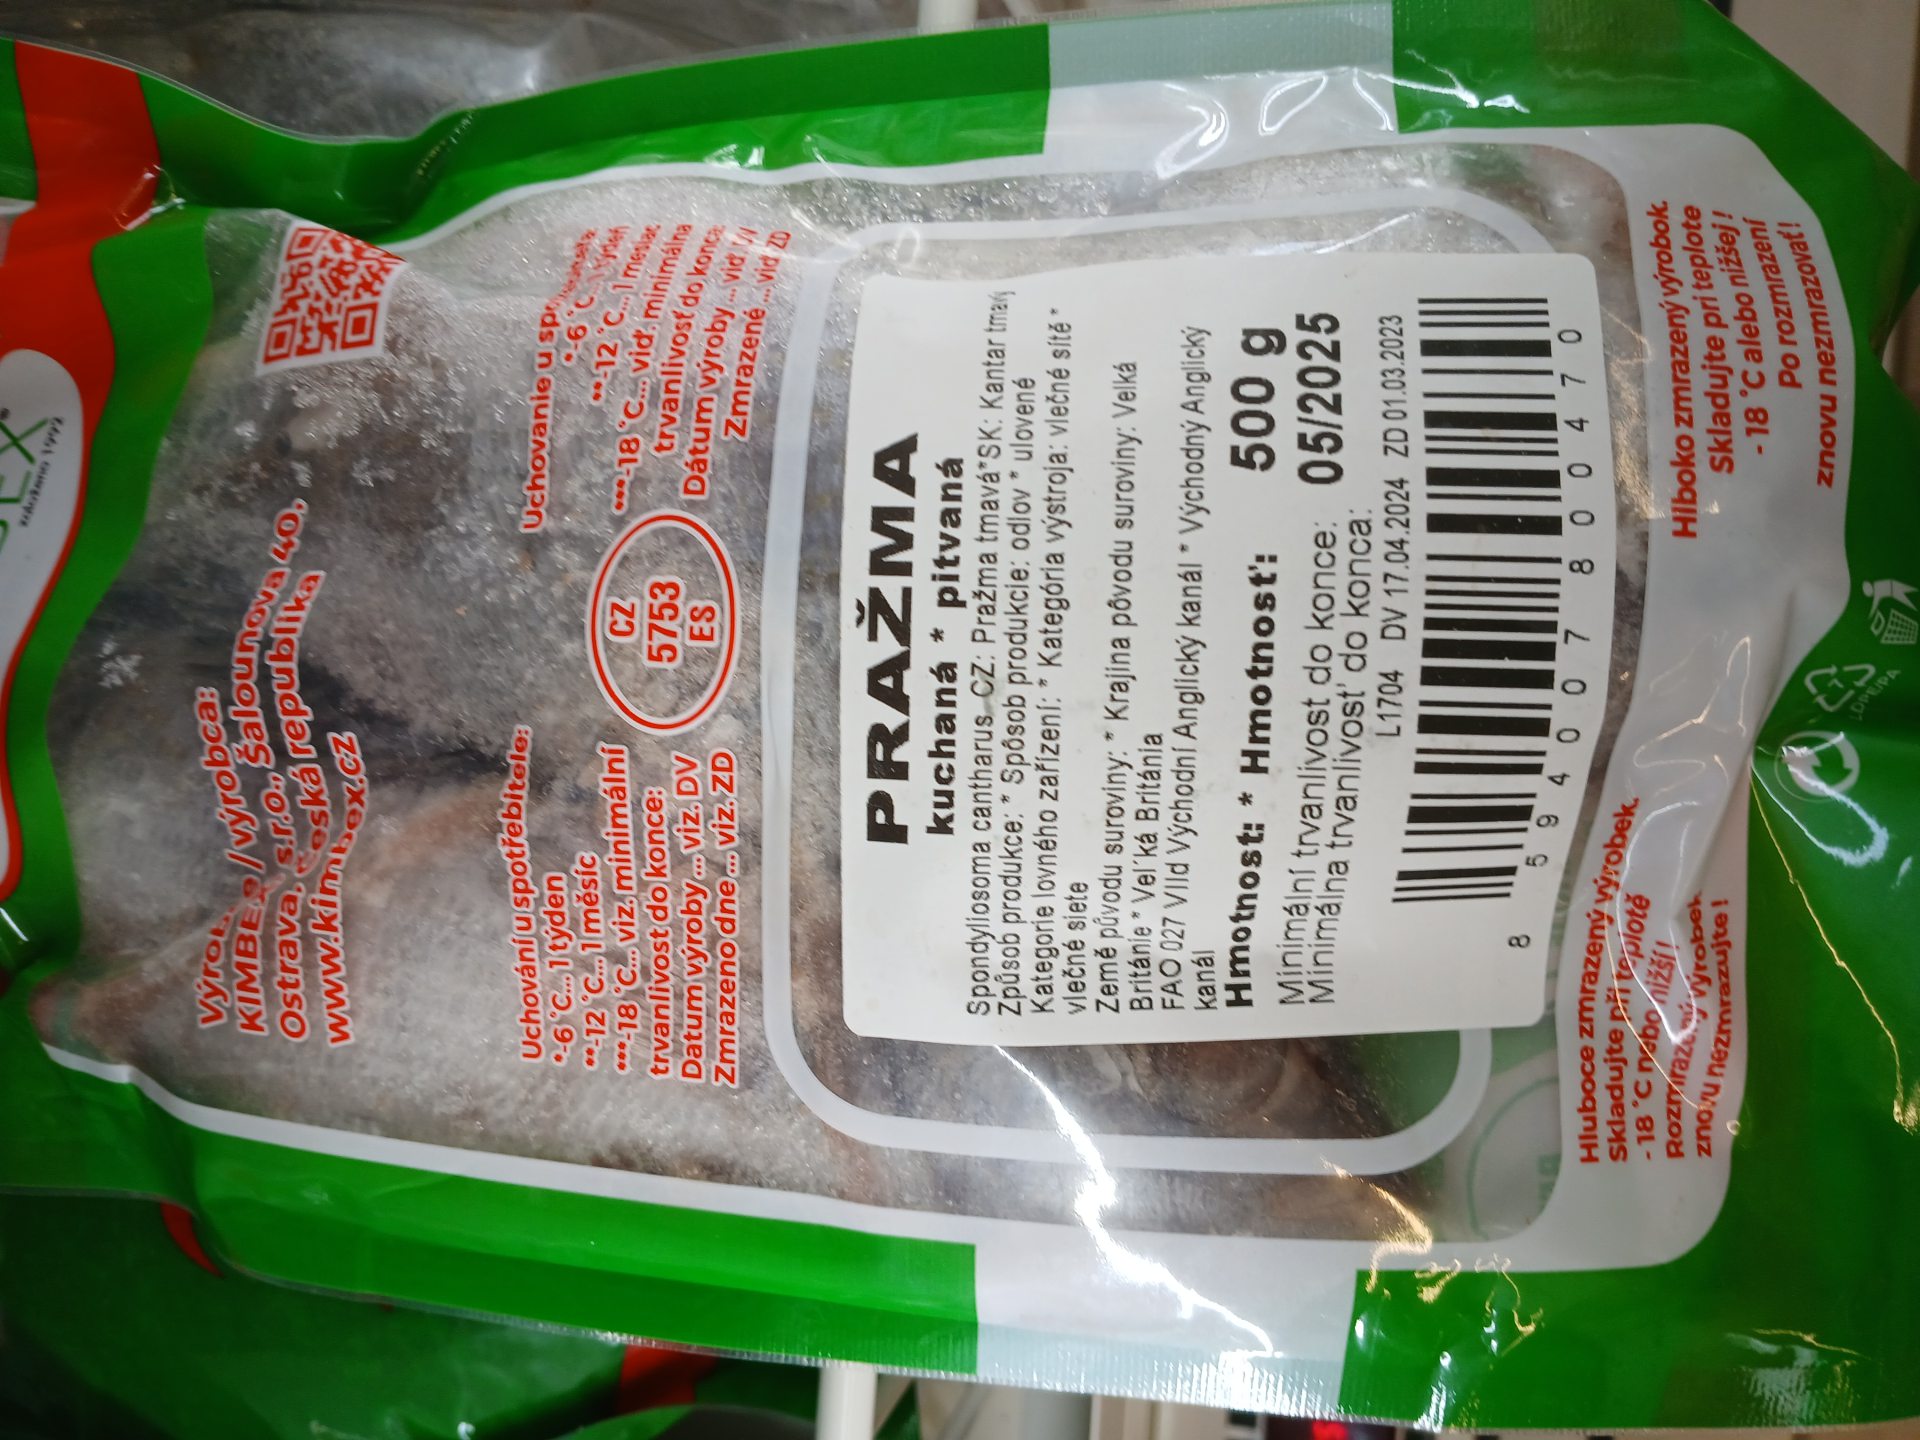 založeno 1992
KIMBEX s.r.o., Šalounova 40,
Ostrava, Česká republika
www.kimbex.cz
/ výrobca:
Uchování u spotřebitele:
*-6 °C... 1 týden
**-12 °C... 1 měsíc
***-18 °C... viz. minimální
trvanlivost do konce:
Datum výroby ... viz. DV
Zmrazeno dne ... viz. ZD
CZ
5753
ES
Uchovanie u
*-6 °C... 1 týdeň
**-12 °C... 1 mesiac
***-18 °C... viď. minimálna
trvanlivosť do konca:
Dátum výroby ... viď. DV
Zmrazené ... viď. ZD
PRAŽMA
kuchaná * pitvaná
Spondyliosoma cantharus CZ: Pražma tmavá*SK: Kantar tmavý
Způsob produkce:* Spôsob produkcie: odlov * ulovené
Kategorie lovného zařízení: * Kategória výstroja: vlečné sítě *
vlečné siete
Země původu suroviny: * Krajina pôvodu suroviny: Velká
Británie * Veľká Británia
FAO 027 VIId Východní Anglický kanál * Východný Anglický
kanál
Hmotnost: * Hmotnosť: 500 g
Minimální trvanlivost do konce: 05/2025
Minimálna trvanlivosť do konca:
L1704 DV 17.04.2024 ZD 01.03.2023
8 594007 800470
Hluboce zmrazený výrobek.
Skladujte při teplotě
- 18 °C nebo nižší!
Rozmrazený výrobek
znovu nezmrazujte!
Hlboko zmrazený výrobok.
Skladujte pri teplote
- 18 °C alebo nižšej!
Po rozmrazení
znovu nezmrazovať!
LDPE/PA